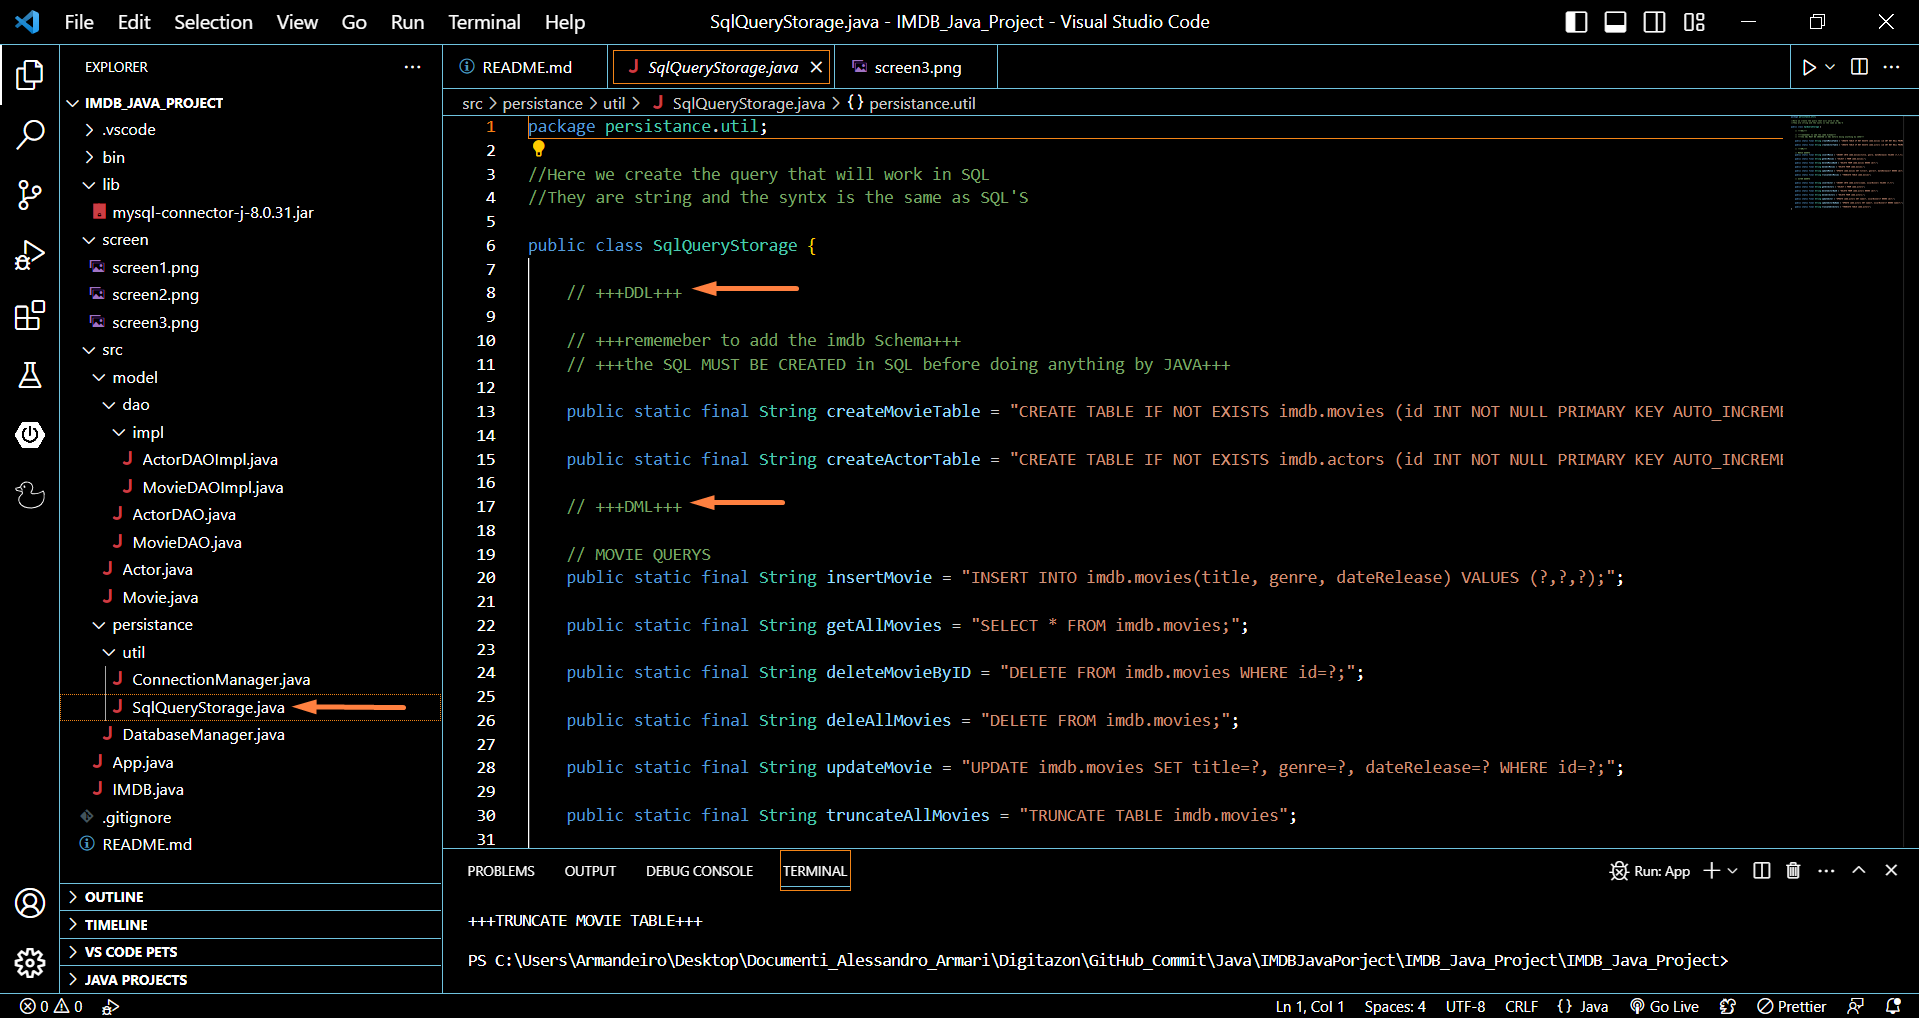 File Edit Selection View Go Run Terminal Help
SqlQueryStorage.java - IMDB_Java_Project - Visual Studio Code
EXPLORER
IMDB_JAVA_PROJECT
.vscode
bin
lib
mysql-connector-j-8.0.31.jar
screen
screen1.png
screen2.png
screen3.png
src
model
dao
impl
ActorDAOImpl.java
MovieDAOImpl.java
ActorDAO.java
MovieDAO.java
Actor.java
Movie.java
persistance
util
ConnectionManager.java
SqlQueryStorage.java
DatabaseManager.java
App.java
IMDB.java
.gitignore
README.md
OUTLINE
TIMELINE
VS CODE PETS
JAVA PROJECTS
README.md SqlQueryStorage.java screen3.png
src > persistance > util > SqlQueryStorage.java > {} persistance.util
1 package persistance.util;
2
3 //Here we create the query that will work in SQL
4 //They are string and the syntx is the same as SQL'S
5
6 public class SqlQueryStorage {
7
8 // +++DDL+++
9
10 // +++rememeber to add the imdb Schema+++
11 // +++the SQL MUST BE CREATED in SQL before doing anything by JAVA+++
12
13 public static final String createMovieTable = "CREATE TABLE IF NOT EXISTS imdb.movies (id INT NOT NULL PRIMARY KEY AUTO_INCREME
14
15 public static final String createActorTable = "CREATE TABLE IF NOT EXISTS imdb.actors (id INT NOT NULL PRIMARY KEY AUTO_INCREME
16
17 // +++DML+++
18
19 // MOVIE QUERYS
20 public static final String insertMovie = "INSERT INTO imdb.movies(title, genre, dateRelease) VALUES (?,?,?);";
21
22 public static final String getAllMovies = "SELECT * FROM imdb.movies;";
23
24 public static final String deleteMovieByID = "DELETE FROM imdb.movies WHERE id=?;";
25
26 public static final String deleAllMovies = "DELETE FROM imdb.movies;";
27
28 public static final String updateMovie = "UPDATE imdb.movies SET title=?, genre=?, dateRelease=? WHERE id=?;";
29
30 public static final String truncateAllMovies = "TRUNCATE TABLE imdb.movies";
31
PROBLEMS OUTPUT DEBUG CONSOLE TERMINAL
Run: App
+++TRUNCATE MOVIE TABLE+++
PS C:\Users\Armandeiro\Desktop\Documenti_Alessandro_Armari\Digitazon\GitHub_Commit\Java\IMDBJavaPorject\IMDB_Java_Project\IMDB_Java_Project>
0 0
Ln 1, Col 1 Spaces: 4 UTF-8 CRLF {} Java Go Live Prettier